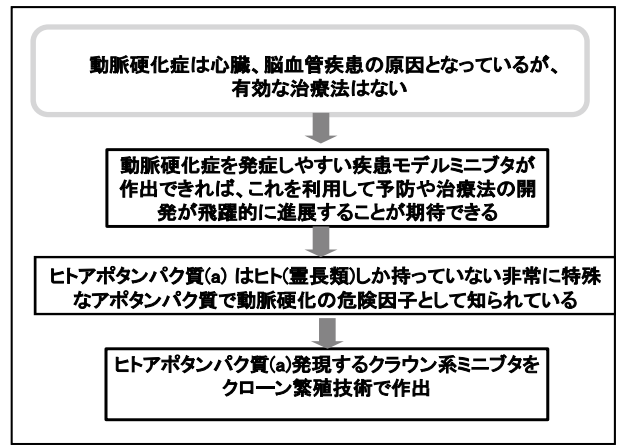 動脈硬化症は心臓、脳血管疾患の原因となっているが、
有効な治療法はない
動脈硬化症を発症しやすい疾患モデルミニブタが
作出できれば、これを利用して予防や治療法の開
発が飛躍的に進展することが期待できる
ヒトアポタンパク質(a) はヒト(霊長類)しか持っていない非常に特殊
なアポタンパク質で動脈硬化の危険因子として知られている
ヒトアポタンパク質(a)発現するクラウン系ミニブタを
クローン繁殖技術で作出